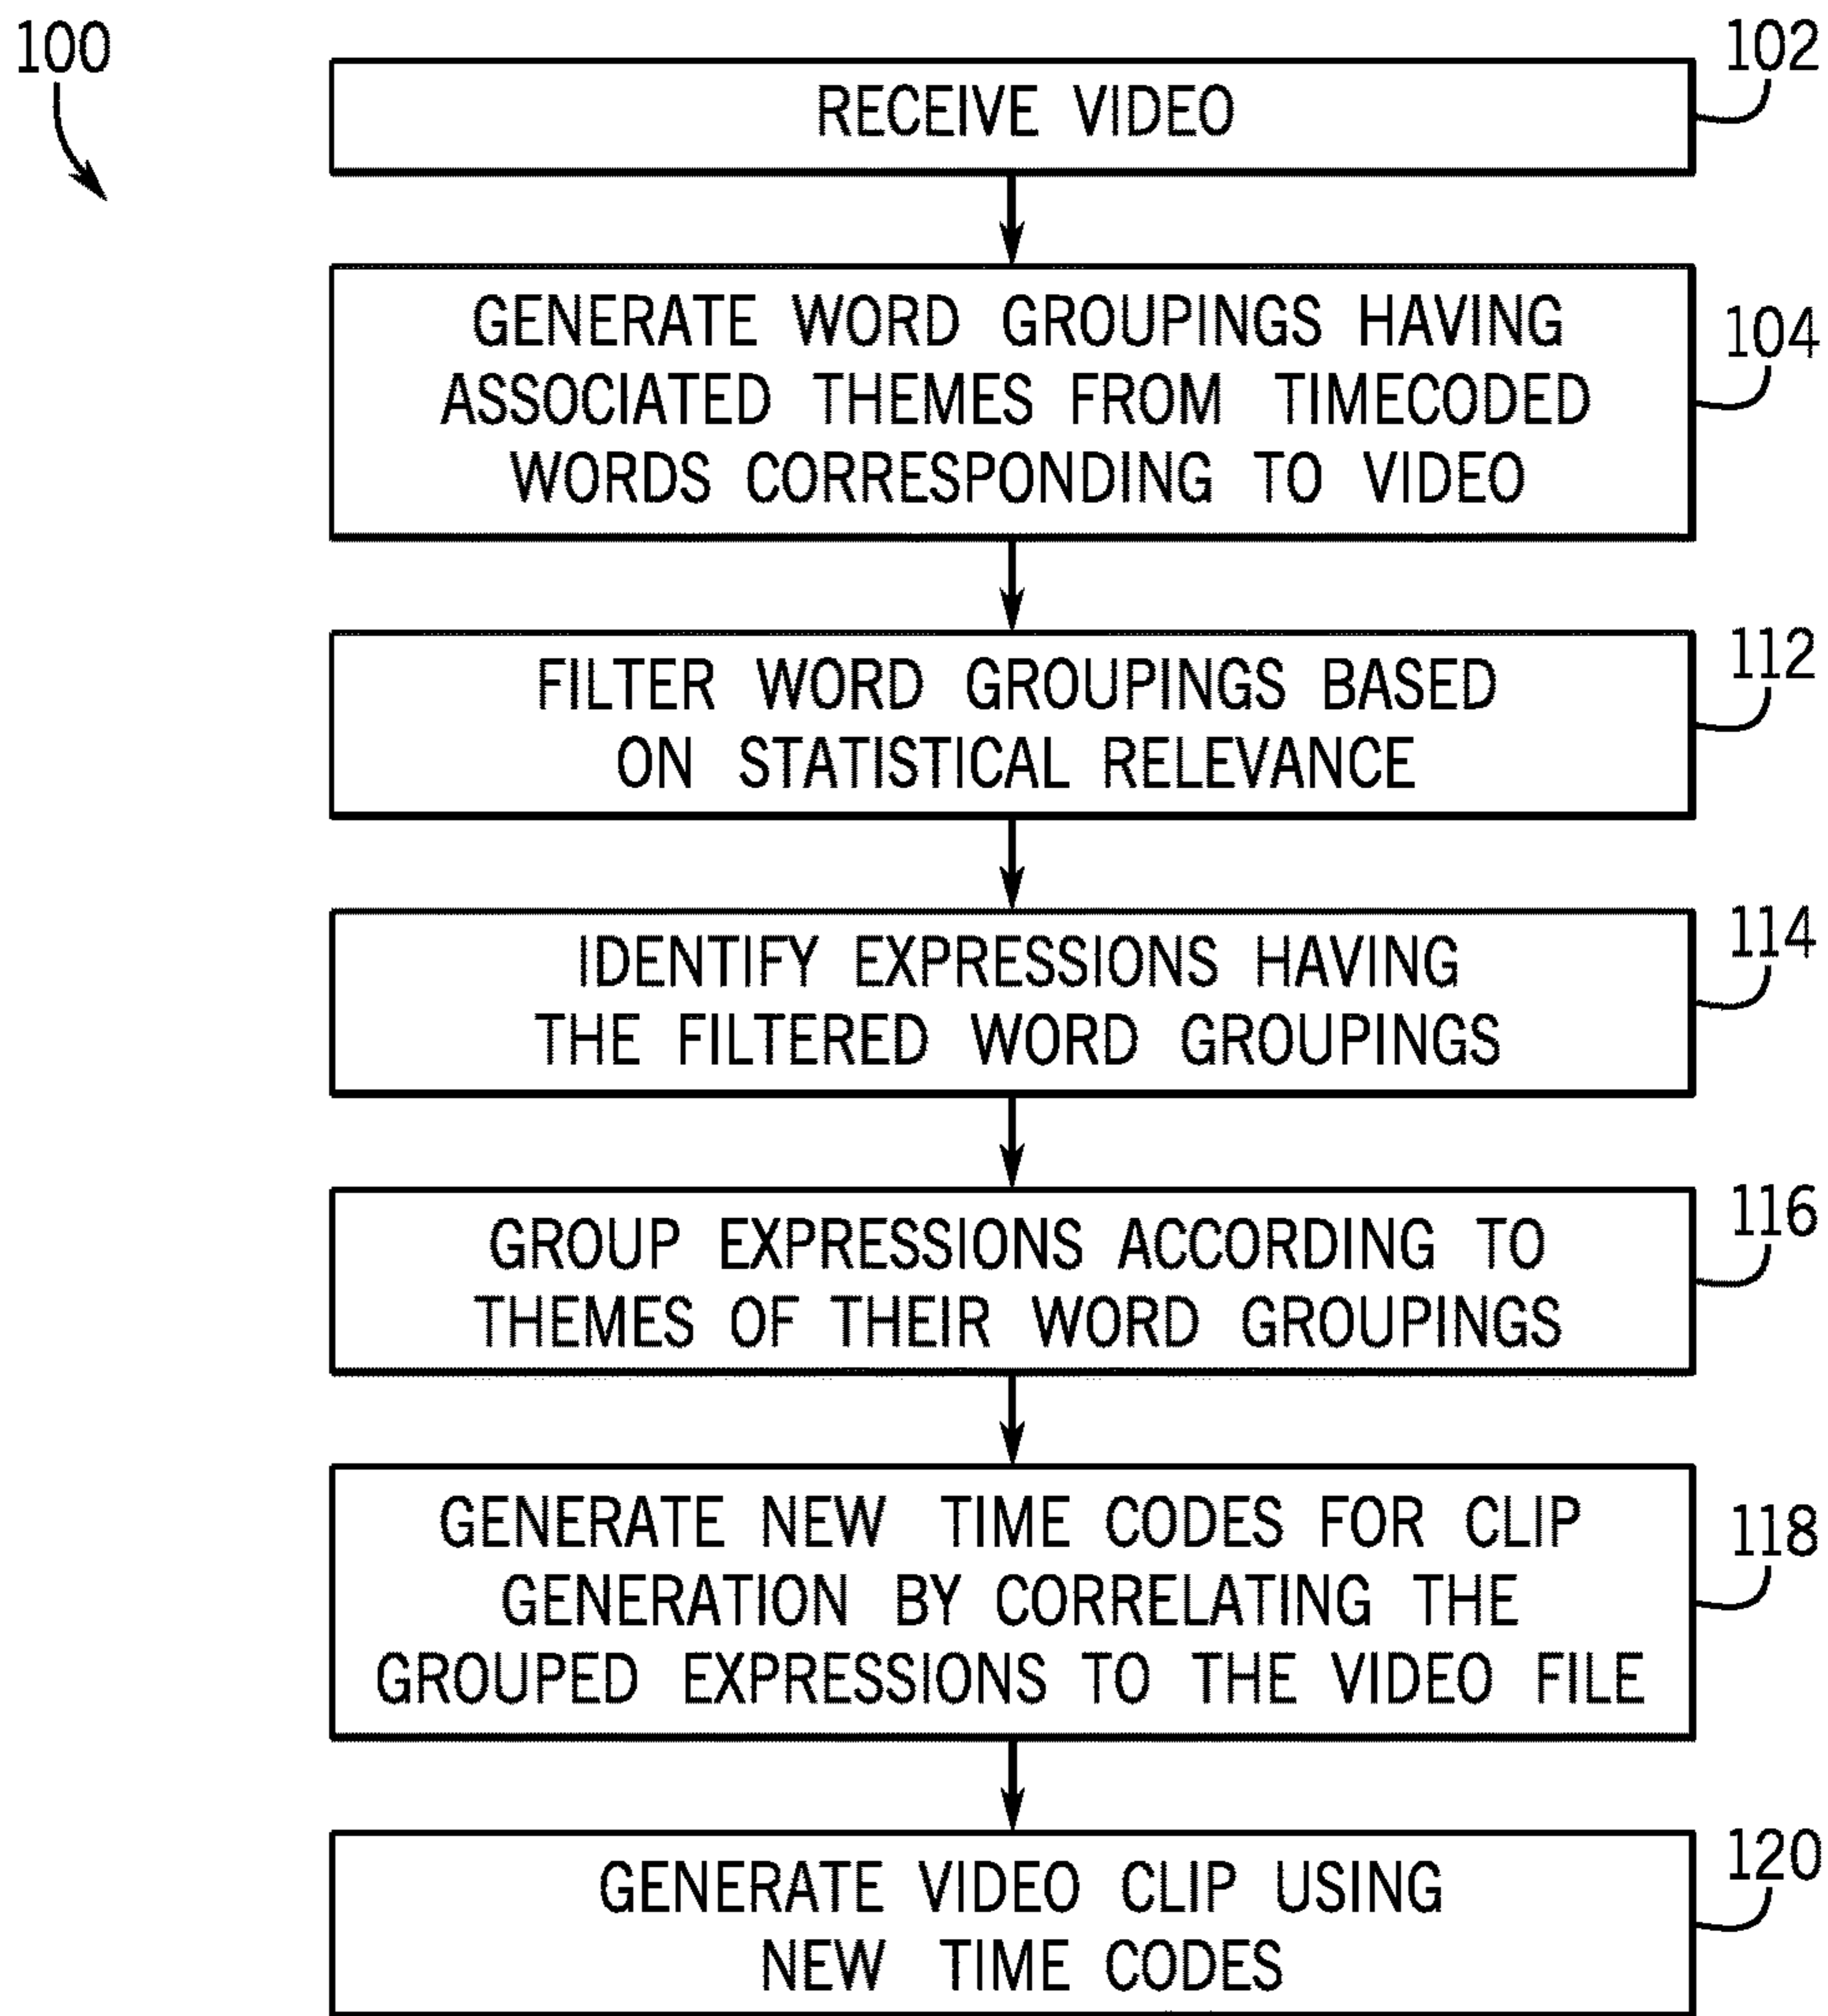 100
102
RECEIVE VIDEO
GENERATE WORD GROUPINGS HAVING
ASSOCIATED THEMES FROM TIMECODED
WORDS CORRESPONDING TO VIDEO
104
FILTER WORD GROUPINGS BASED
ON STATISTICAL RELEVANCE
112
IDENTIFY EXPRESSIONS HAVING
THE FILTERED WORD GROUPINGS
114
GROUP EXPRESSIONS ACCORDING TO
THEMES OF THEIR WORD GROUPINGS
116
GENERATE NEW TIME CODES FOR CLIP
GENERATION BY CORRELATING THE
GROUPED EXPRESSIONS TO THE VIDEO FILE
118
GENERATE VIDEO CLIP USING
NEW TIME CODES
120